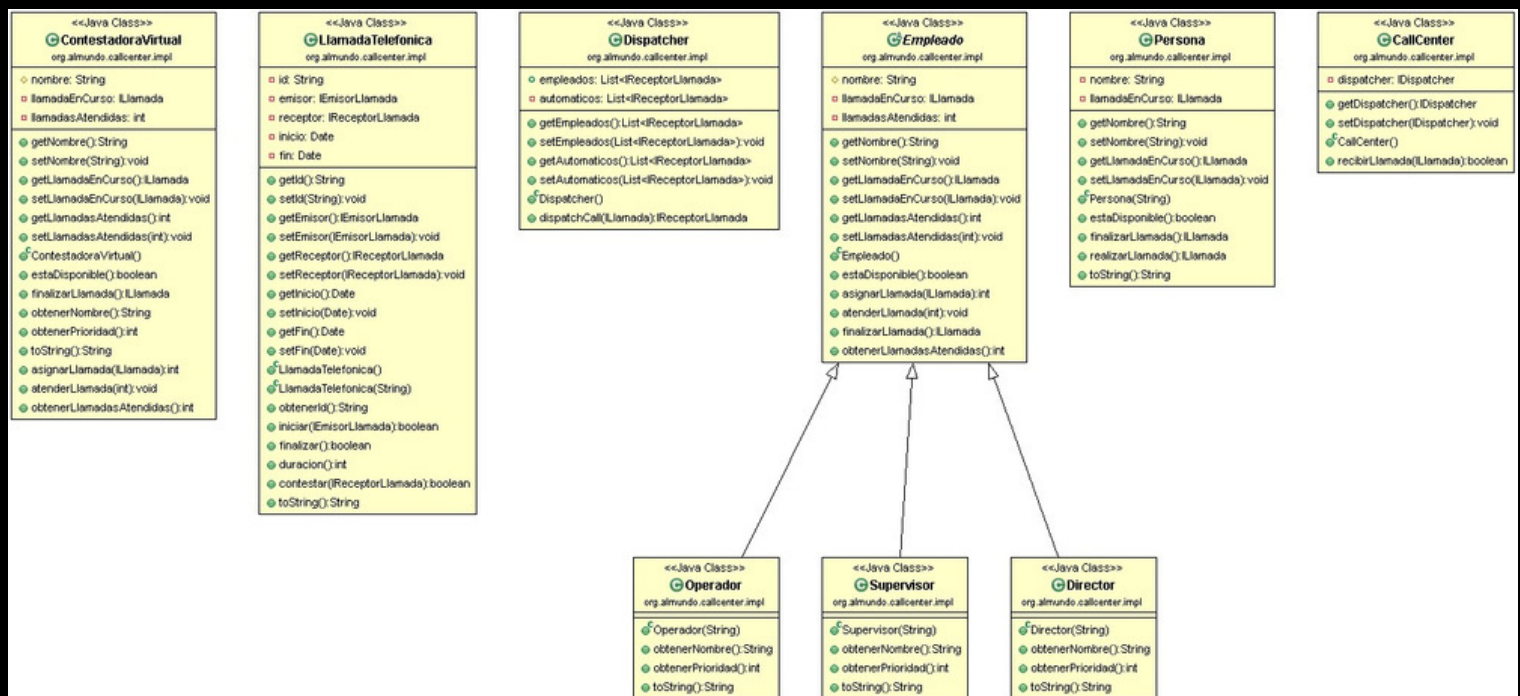 <<Java Class>>
ContestadoraVirtual
org.almundo.callcenter.impl
nombre: String
llamadaEnCurso: ILlamada
llamadasAtendidas: int
getNombre():String
setNombre(String):void
getLlamadaEnCurso():ILlamada
setLlamadaEnCurso(ILlamada):void
getLlamadasAtendidas():int
setLlamadasAtendidas(int):void
ContestadoraVirtual()
estaDisponible():boolean
finalizarLlamada():ILlamada
obtenerNombre():String
obtenerPrioridad():int
toString():String
asignarLlamada(ILlamada):int
atenderLlamada(int):void
obtenerLlamadasAtendidas():int
<<Java Class>>
LlamadaTelefonica
org.almundo.callcenter.impl
id: String
emisor: IEmisorLlamada
receptor: IReceptorLlamada
inicio: Date
fin: Date
getId():String
setId(String):void
getEmisor():IEmisorLlamada
setEmisor(IEmisorLlamada):void
getReceptor():IReceptorLlamada
setReceptor(IReceptorLlamada):void
getInicio():Date
setInicio(Date):void
getFin():Date
setFin(Date):void
LlamadaTelefonica()
LlamadaTelefonica(String)
obtenerId():String
iniciar(IEmisorLlamada):boolean
finalizar():boolean
duracion():int
contestar(IReceptorLlamada):boolean
toString():String
<<Java Class>>
Dispatcher
org.almundo.callcenter.impl
empleados: List<IReceptorLlamada>
automaticos: List<IReceptorLlamada>
getEmpleados():List<IReceptorLlamada>
setEmpleados(List<IReceptorLlamada>):void
getAutomaticos():List<IReceptorLlamada>
setAutomaticos(List<IReceptorLlamada>):void
Dispatcher()
dispatchCall(ILlamada):IReceptorLlamada
<<Java Class>>
Empleado
org.almundo.callcenter.impl
nombre: String
llamadaEnCurso: ILlamada
llamadasAtendidas: int
getNombre():String
setNombre(String):void
getLlamadaEnCurso():ILlamada
setLlamadaEnCurso(ILlamada):void
getLlamadasAtendidas():int
setLlamadasAtendidas(int):void
Empleado()
estaDisponible():boolean
asignarLlamada(ILlamada):int
atenderLlamada(int):void
finalizarLlamada():ILlamada
obtenerLlamadasAtendidas():int
<<Java Class>>
Persona
org.almundo.callcenter.impl
nombre: String
llamadaEnCurso: ILlamada
getNombre():String
setNombre(String):void
getLlamadaEnCurso():ILlamada
setLlamadaEnCurso(ILlamada):void
Persona(String)
estaDisponible():boolean
finalizarLlamada():ILlamada
realizarLlamada():ILlamada
toString():String
<<Java Class>>
CallCenter
org.almundo.callcenter.impl
dispatcher: IDispatcher
getDispatcher():IDispatcher
setDispatcher(IDispatcher):void
CallCenter()
recibirLlamada(ILlamada):boolean
<<Java Class>>
Operador
org.almundo.callcenter.impl
Operador(String)
obtenerNombre():String
obtenerPrioridad():int
toString():String
<<Java Class>>
Supervisor
org.almundo.callcenter.impl
Supervisor(String)
obtenerNombre():String
obtenerPrioridad():int
toString():String
<<Java Class>>
Director
org.almundo.callcenter.impl
Director(String)
obtenerNombre():String
obtenerPrioridad():int
toString():String